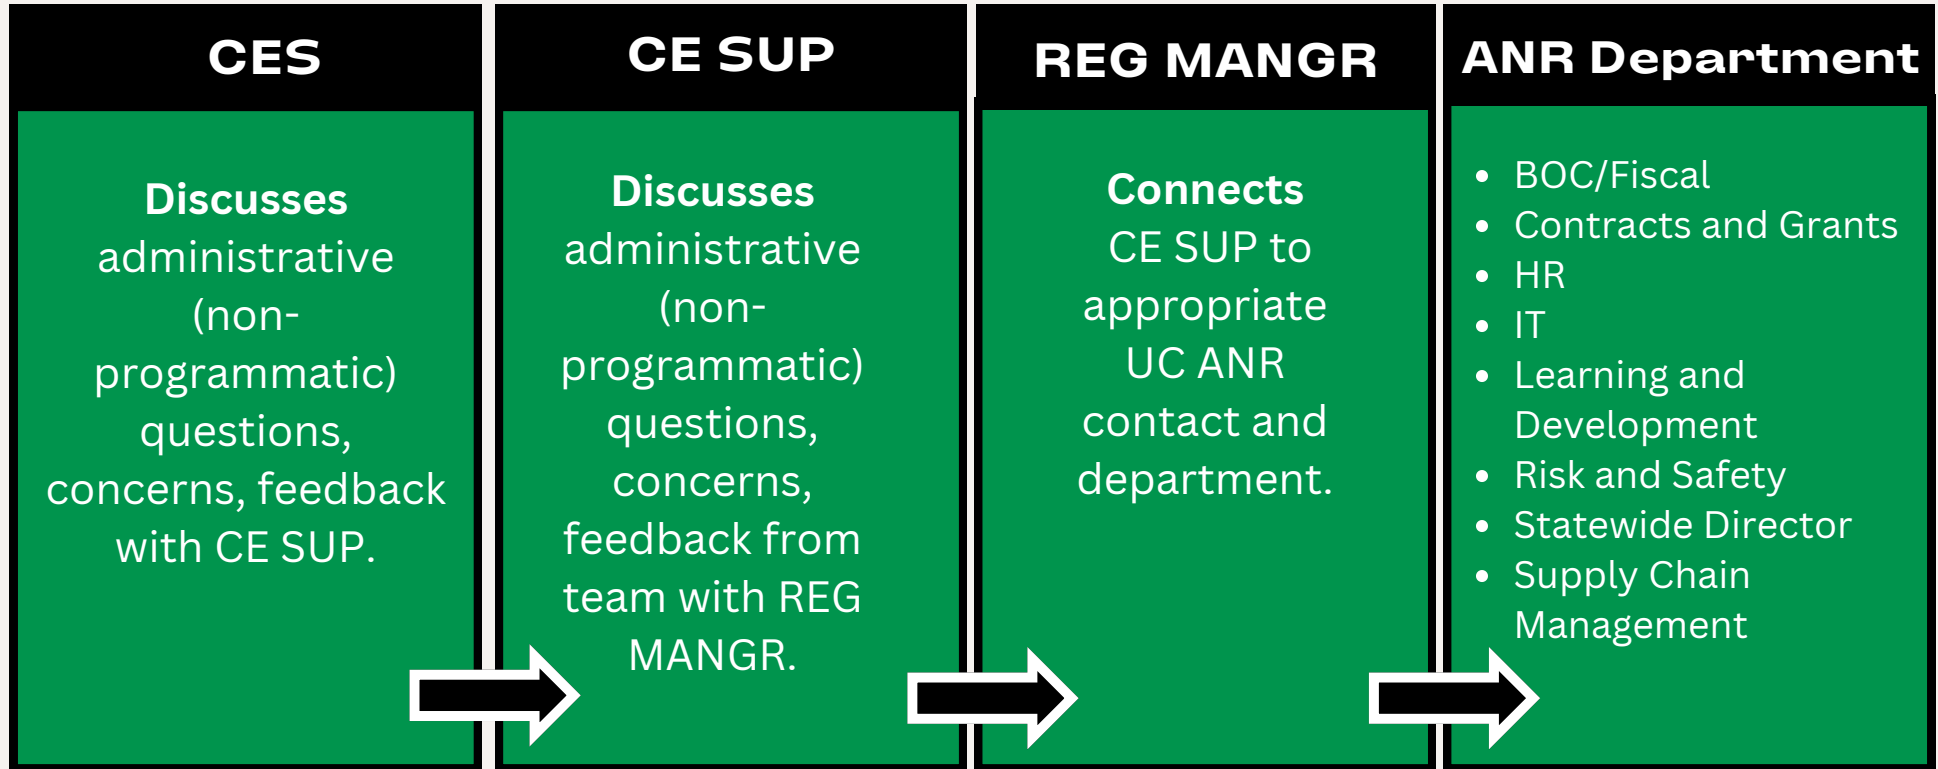 CES
Discusses
administrative
(non-
programmatic)
questions,
concerns, feedback
with CE SUP.
CE SUP
Discusses
administrative
(non-
programmatic)
questions,
concerns,
feedback from
team with REG
MANGR.
REG MANGR
Connects
CE SUP to
appropriate
UC ANR
contact and
department.
ANR Department
• BOC/Fiscal
• Contracts and Grants
• HR
• IT
• Learning and
Development
• Risk and Safety
• Statewide Director
• Supply Chain
Management